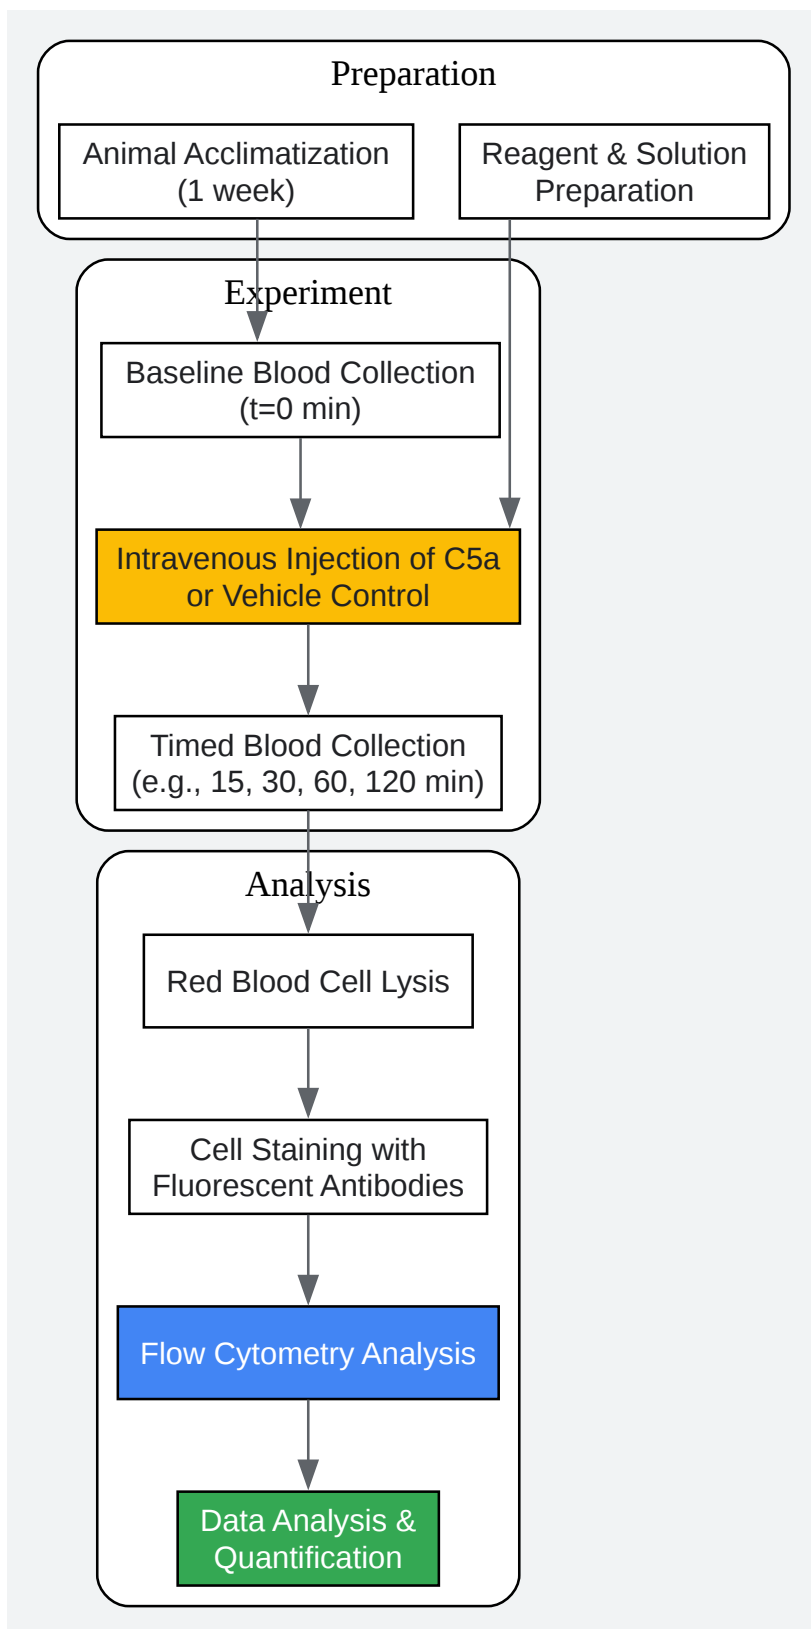 Preparation
Animal Acclimatization
(1 week)
Reagent & Solution
Preparation
Experiment
Baseline Blood Collection
(t=0 min)
Intravenous Injection of C5a
or Vehicle Control
Timed Blood Collection
(e.g., 15, 30, 60, 120 min)
Analysis
Red Blood Cell Lysis
Cell Staining with
Fluorescent Antibodies
Flow Cytometry Analysis
Data Analysis &
Quantification